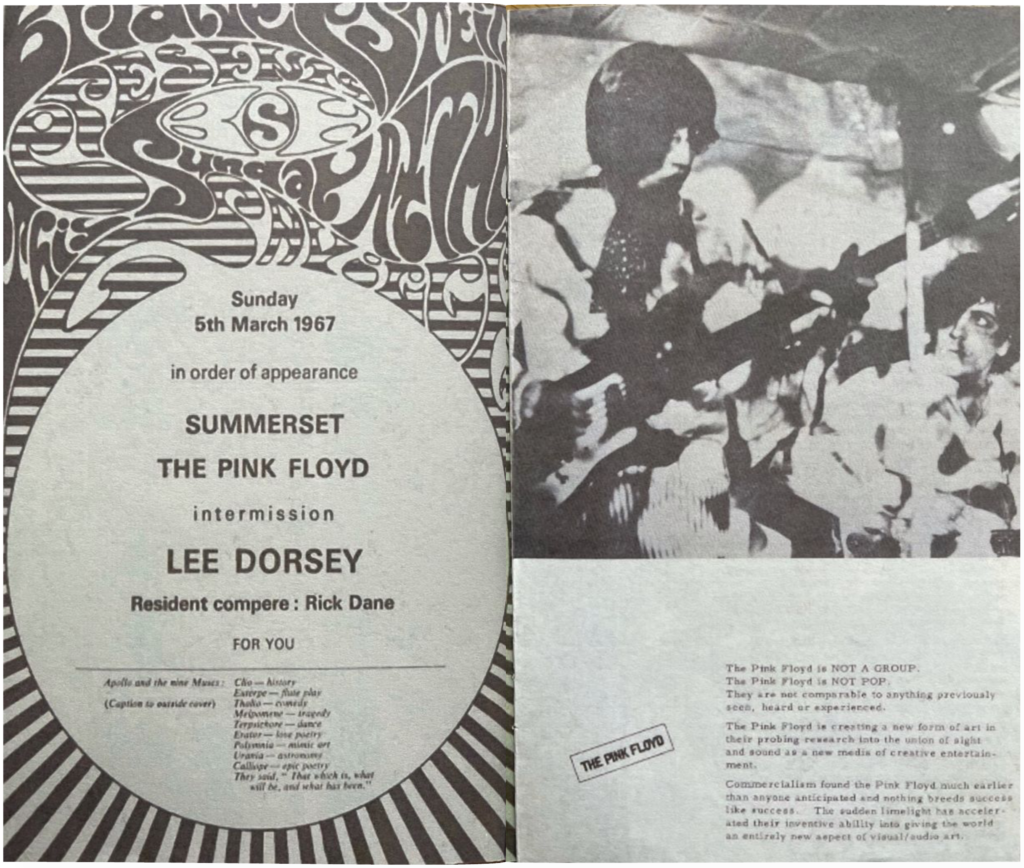 S
Sunday
Sunday
5th March 1967
in order of appearance
SUMMERSET
THE PINK FLOYD
intermission
LEE DORSEY
Resident compere : Rick Dane
FOR YOU
Apollo and the nine Muses : Clio — history
Euterpe — flute play
(Caption to outside cover) Thalia — comedy
Melpomene — tragedy
Terpsichore — dance
Erato — love poetry
Polymnia — mimic art
Urania — astronomy
Calliope — epic poetry
They said, " That which is, what
will be, and what has been."
THE PINK FLOYD
The Pink Floyd is NOT A GROUP.
The Pink Floyd is NOT POP.
They are not comparable to anything previously
seen, heard or experienced.
The Pink Floyd is creating a new form of art in
their probing research into the union of sight
and sound as a new media of creative entertain-
ment.
Commercialism found the Pink Floyd much earlier
than anyone anticipated and nothing breeds success
like success. The sudden limelight has acceler-
ated their inventive ability into giving the world
an entirely new aspect of visual/audio art.